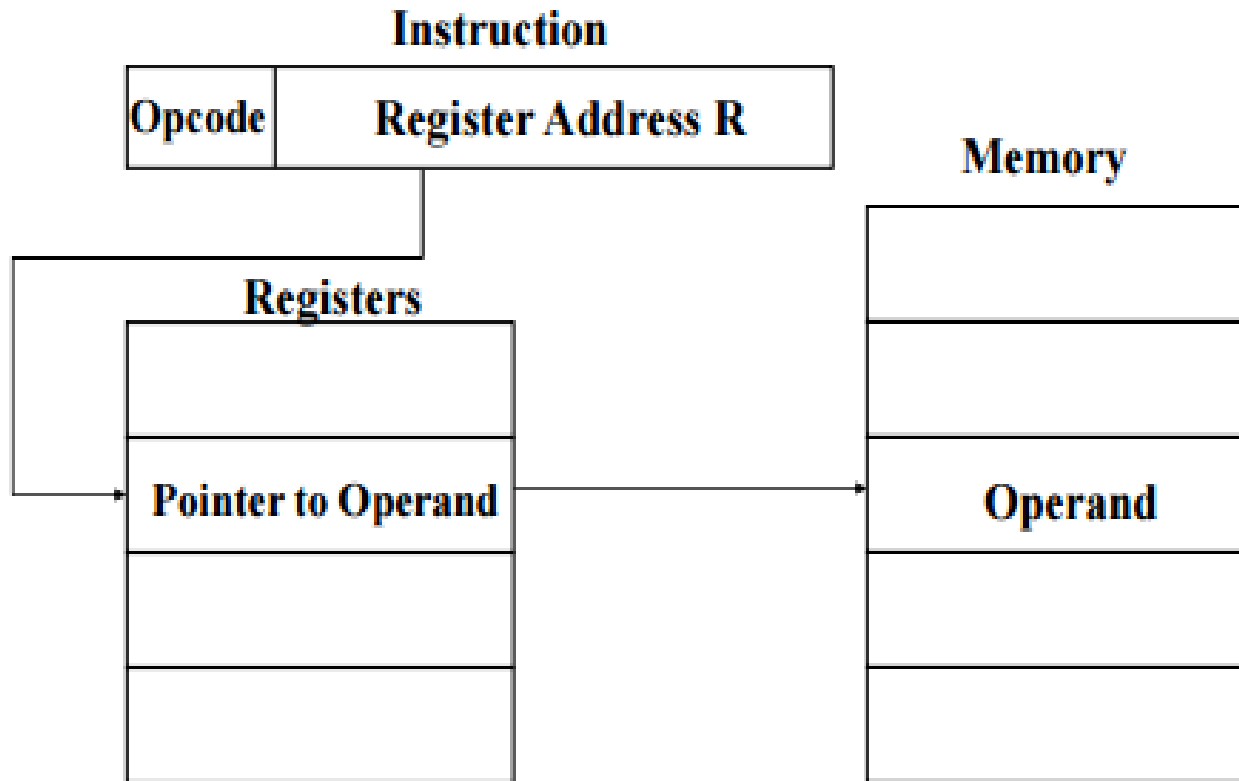 Instruction
Opcode
Register Address R
Memory
Registers
Pointer to Operand
Operand